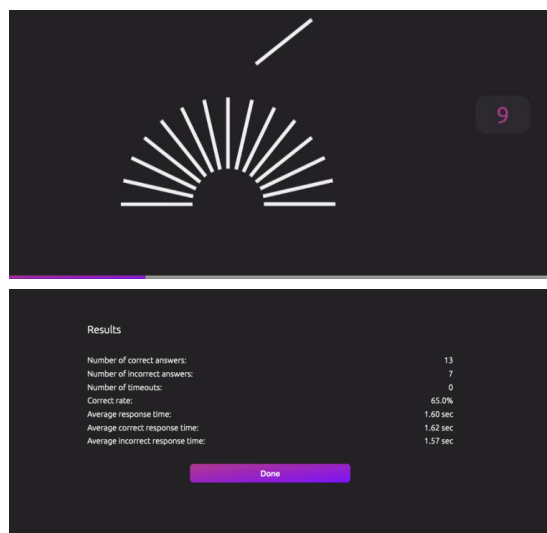 9
Results
Number of correct answers: 13
Number of incorrect answers: 7
Number of timeouts: 0
Correct rate: 65.0%
Average response time: 1.60 sec
Average correct response time: 1.62 sec
Average incorrect response time: 1.57 sec
Done